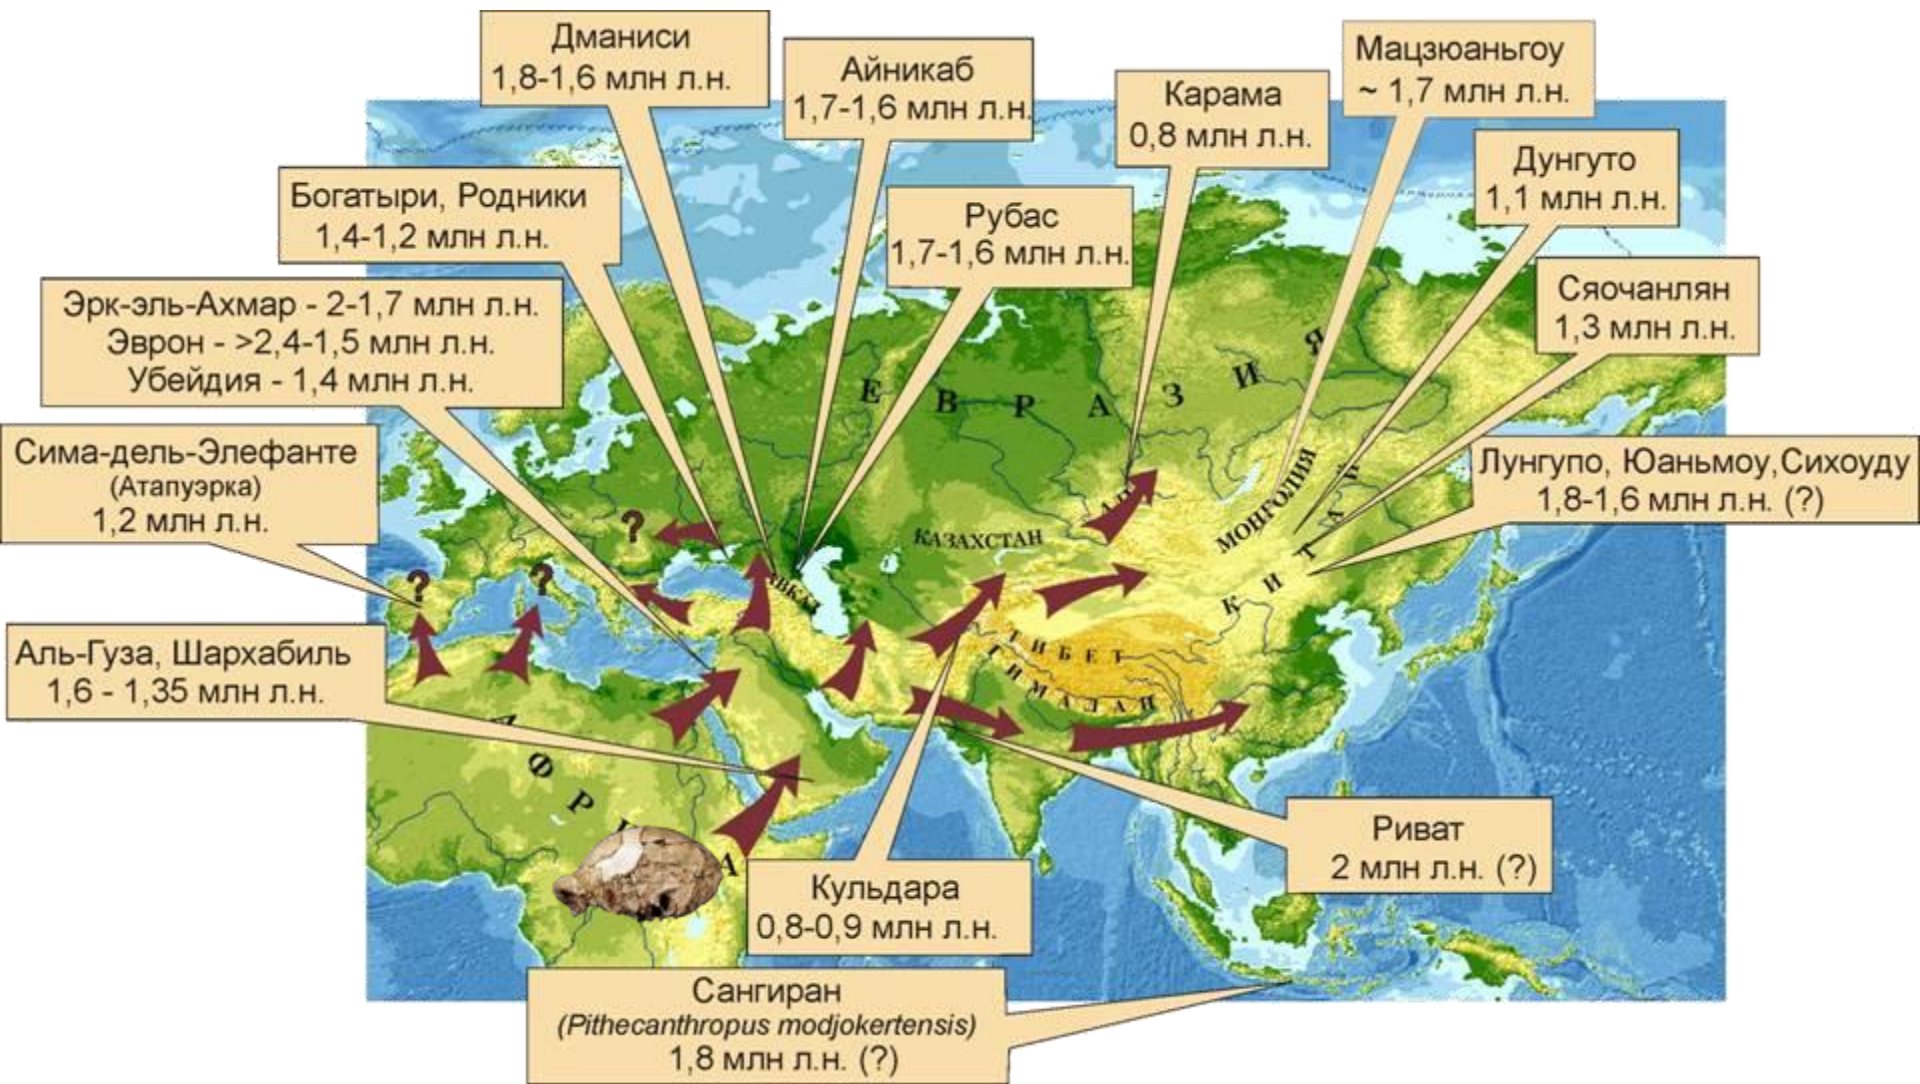 Дманиси
1,8-1,6 млн л.н.
Айникаб
1,7-1,6 млн л.н.
Карама
0,8 млн л.н.
Мацзюаньгоу
~ 1,7 млн л.н.
Дунгуто
1,1 млн л.н.
Богатыри, Родники
1,4-1,2 млн л.н.
Рубас
1,7-1,6 млн л.н.
Сяочанлян
1,3 млн л.н.
Эрк-эль-Ахмар - 2-1,7 млн л.н.
Эврон - >2,4-1,5 млн л.н.
Убейдия - 1,4 млн л.н.
ЕВРАЗИЯ
Сима-дель-Элефанте
(Атапуэрка)
1,2 млн л.н.
Лунгупо, Юаньмоу,Сихоуду
1,8-1,6 млн л.н. (?)
МОНГОЛИЯ
КАЗАХСТАН
?
?
?
КИТАЙ
ТИБЕТ
ГИМАЛАИ
Аль-Гуза, Шархабиль
1,6 - 1,35 млн л.н.
Риват
2 млн л.н. (?)
Кульдара
0,8-0,9 млн л.н.
Сангиран
(Pithecanthropus modjokertensis)
1,8 млн л.н. (?)